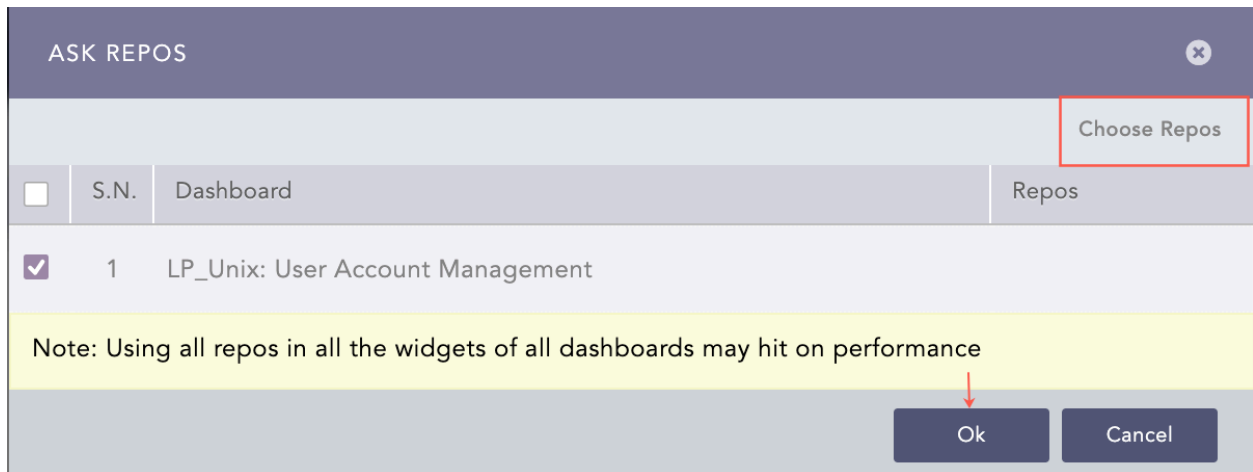 ASK REPOS
Choose Repos
S.N. Dashboard Repos
1 LP_Unix: User Account Management
Note: Using all repos in all the widgets of all dashboards may hit on performance
Ok Cancel